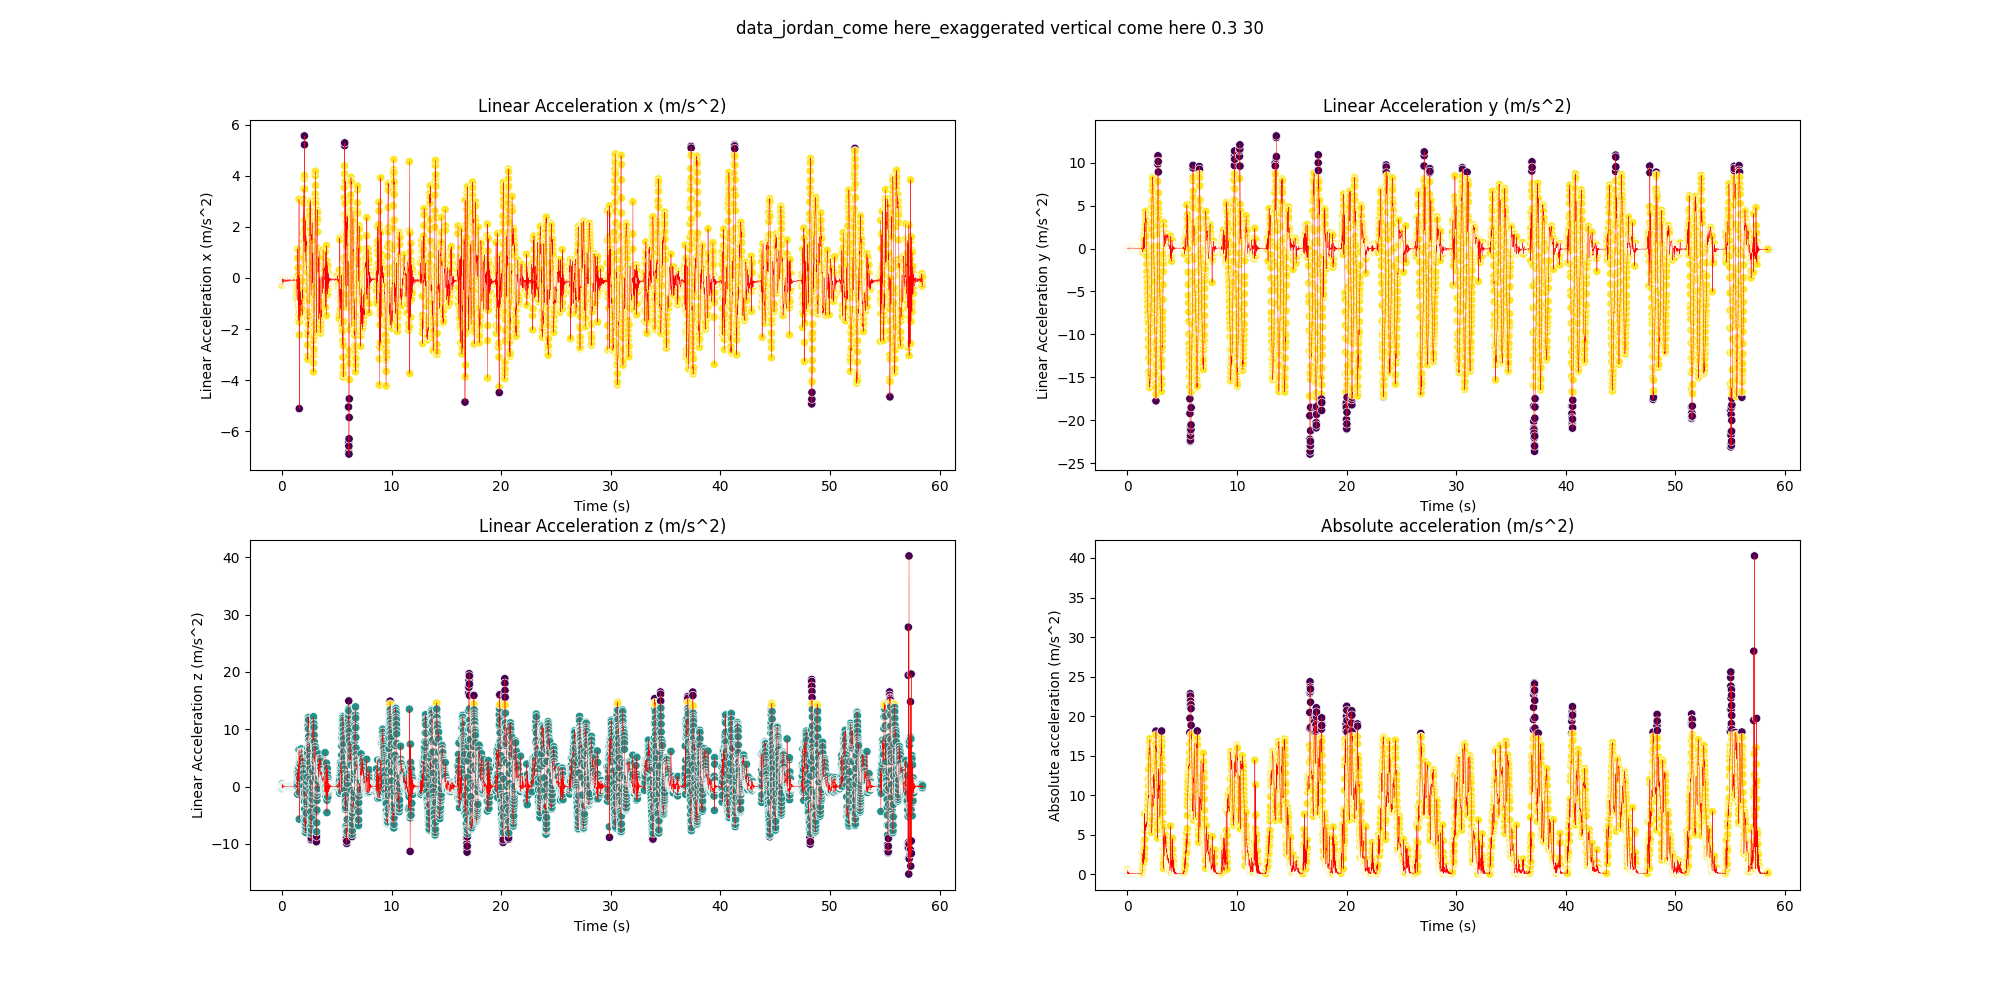 data_jordan_come here_exaggerated vertical come here 0.3 30
Linear Acceleration x (m/s^2)
Linear Acceleration x (m/s^2)
6
4
2
0
−2
−4
−6
0 10 20 30 40 50 60
Time (s)
Linear Acceleration y (m/s^2)
Linear Acceleration y (m/s^2)
10
5
0
−5
−10
−15
−20
−25
0 10 20 30 40 50 60
Time (s)
Linear Acceleration z (m/s^2)
Linear Acceleration z (m/s^2)
40
30
20
10
0
−10
0 10 20 30 40 50 60
Time (s)
Absolute acceleration (m/s^2)
Absolute acceleration (m/s^2)
40
35
30
25
20
15
10
5
0
0 10 20 30 40 50 60
Time (s)